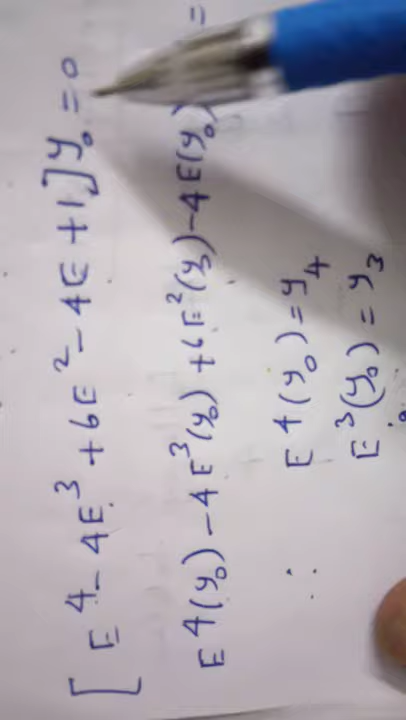 [E⁴ - 4E³ + 6E² - 4E + 1]y₀ = 0
E⁴(y₀) - 4E³(y₀) + 6E²(y₀) - 4E(y₀) =
∴ E⁴(y₀) = y₄
E³(y₀) = y₃